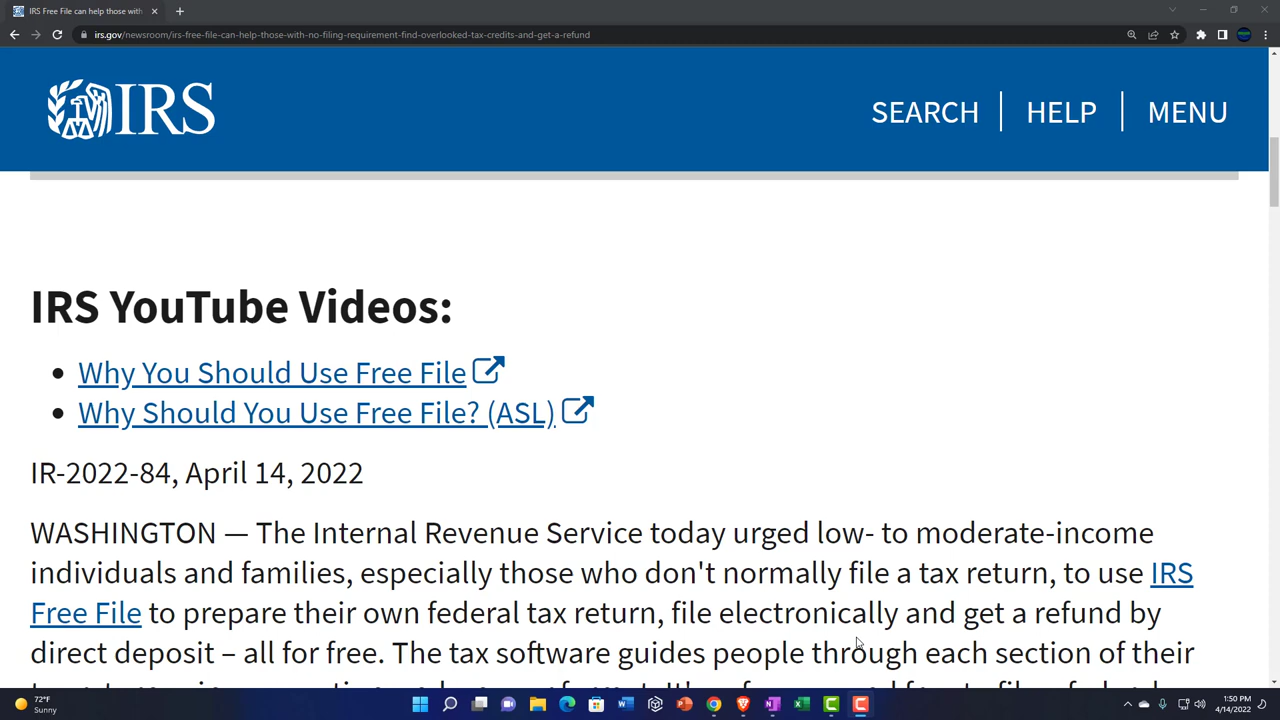 IRS Free File can help those with
irs.gov/newsroom/irs-free-file-can-help-those-with-no-filing-requirement-find-overlooked-tax-credits-and-get-a-refund
IRS
SEARCH | HELP | MENU
IRS YouTube Videos:
• Why You Should Use Free File
• Why Should You Use Free File? (ASL)
IR-2022-84, April 14, 2022
WASHINGTON — The Internal Revenue Service today urged low- to moderate-income
individuals and families, especially those who don't normally file a tax return, to use IRS
Free File to prepare their own federal tax return, file electronically and get a refund by
direct deposit – all for free. The tax software guides people through each section of their
72°F
Sunny
1:50 PM
4/14/2022